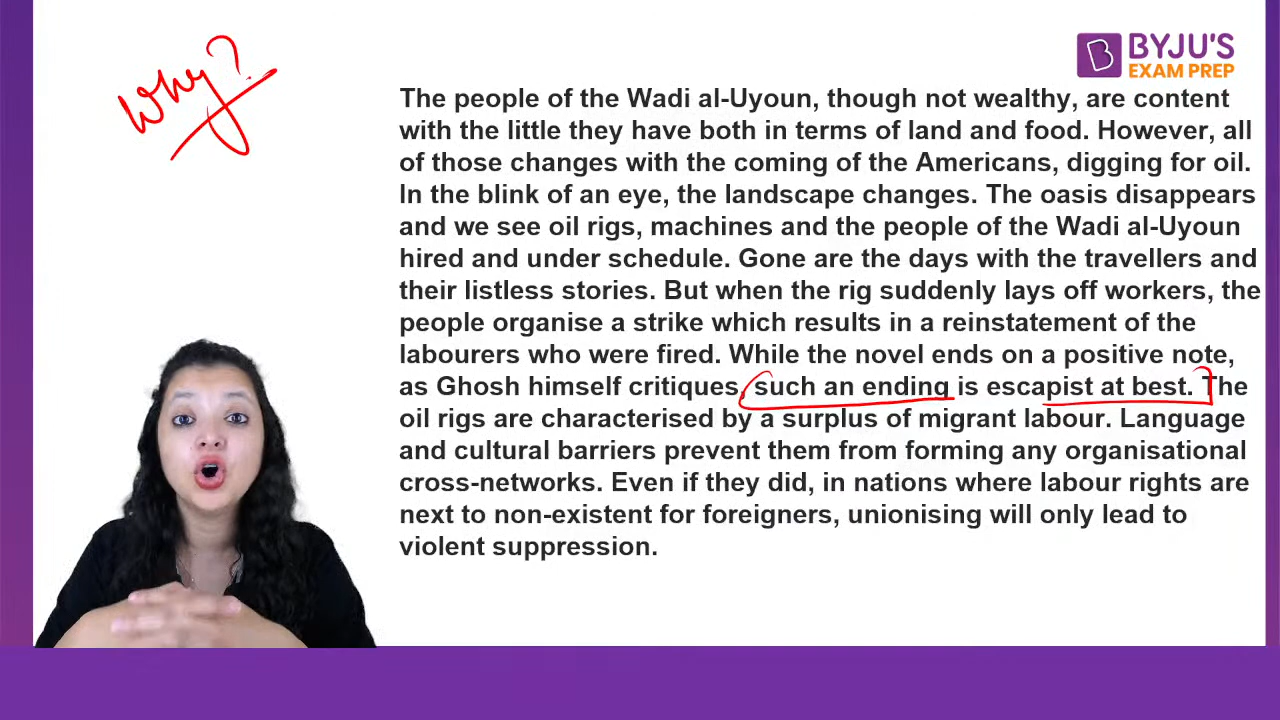 Why?
BYJU'S
EXAM PREP
The people of the Wadi al-Uyoun, though not wealthy, are content
with the little they have both in terms of land and food. However, all
of those changes with the coming of the Americans, digging for oil.
In the blink of an eye, the landscape changes. The oasis disappears
and we see oil rigs, machines and the people of the Wadi al-Uyoun
hired and under schedule. Gone are the days with the travellers and
their listless stories. But when the rig suddenly lays off workers, the
people organise a strike which results in a reinstatement of the
labourers who were fired. While the novel ends on a positive note,
as Ghosh himself critiques, such an ending is escapist at best. The
oil rigs are characterised by a surplus of migrant labour. Language
and cultural barriers prevent them from forming any organisational
cross-networks. Even if they did, in nations where labour rights are
next to non-existent for foreigners, unionising will only lead to
violent suppression.